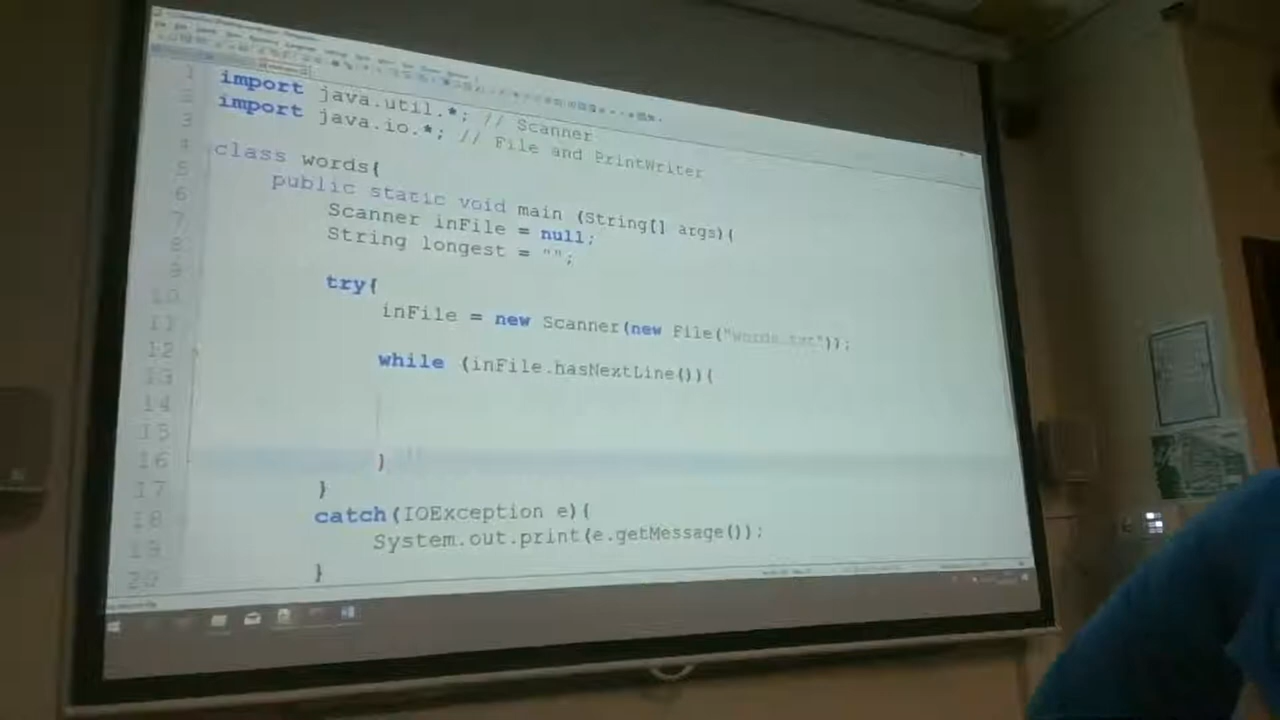 1 import java.util.*; // Scanner
2 import java.io.*; // File and PrintWriter
3
4 class words{
5 public static void main (String[] args){
6 Scanner inFile = null;
7 String longest = "";
8
9 try{
10 inFile = new Scanner(new File("words.txt"));
11
12 while (inFile.hasNextLine()){
13
14
15
16 }
17 }
18 catch(IOException e){
19 System.out.print(e.getMessage());
20 }